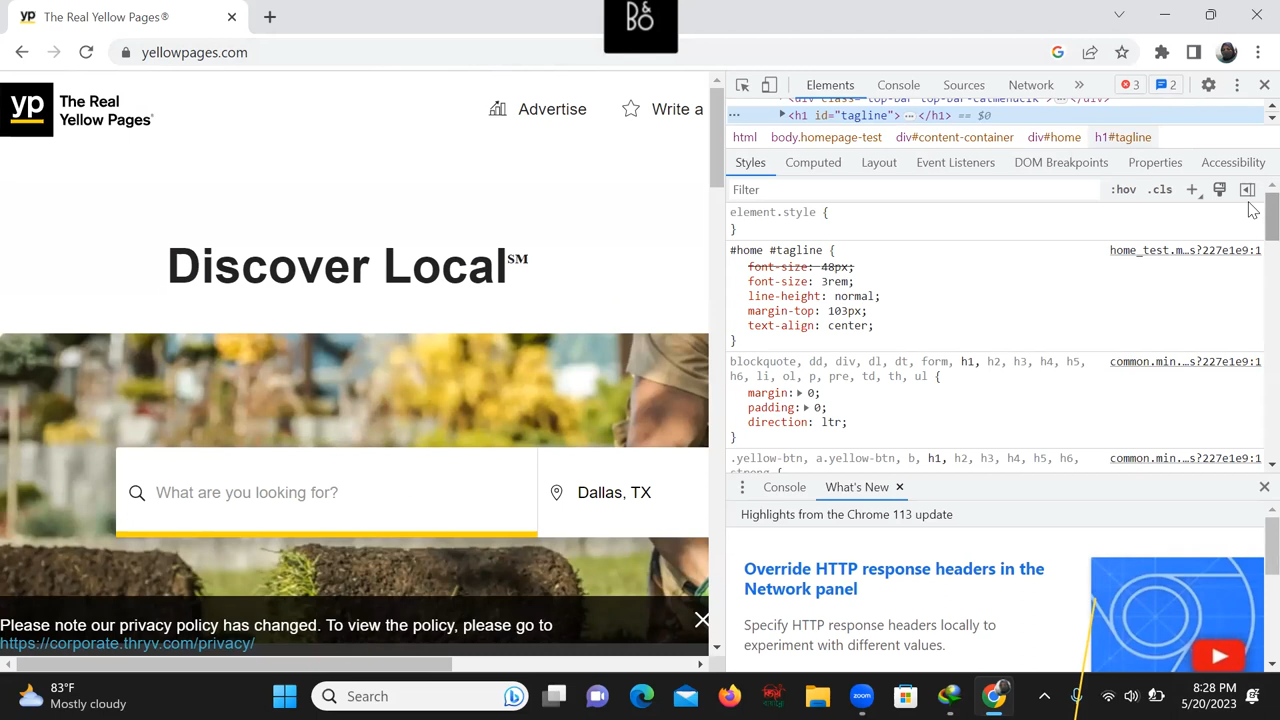 yp The Real Yellow Pages®
D&
BO
yellowpages.com
yp The Real
Yellow Pages®
Advertise
Write a
Elements Console Sources Network » 3 2
h1 id="tagline"> … </h1> == $0
html body.homepage-test div#content-container div#home h1#tagline
Styles Computed Layout Event Listeners DOM Breakpoints Properties Accessibility
Filter :hov .cls +
element.style {
}
#home #tagline { home_test.m…s?227e1e9:1
font-size: 48px;
font-size: 3rem;
line-height: normal;
margin-top: 103px;
text-align: center;
}
blockquote, dd, div, dl, dt, form, h1, h2, h3, h4, h5, common.min.…s?227e1e9:1
h6, li, ol, p, pre, td, th, ul {
margin: 0;
padding: 0;
direction: ltr;
}
.yellow-btn, a.yellow-btn, b, h1, h2, h3, h4, h5, h6, common.min.…s?227e1e9:1
Discover Local℠
What are you looking for?
Dallas, TX
Please note our privacy policy has changed. To view the policy, please go to
https://corporate.thryv.com/privacy/
Console What's New
Highlights from the Chrome 113 update
Override HTTP response headers in the
Network panel
Specify HTTP response headers locally to
experiment with different values.
83°F
Mostly cloudy
Search
zoom
8:28 PM
5/20/2023